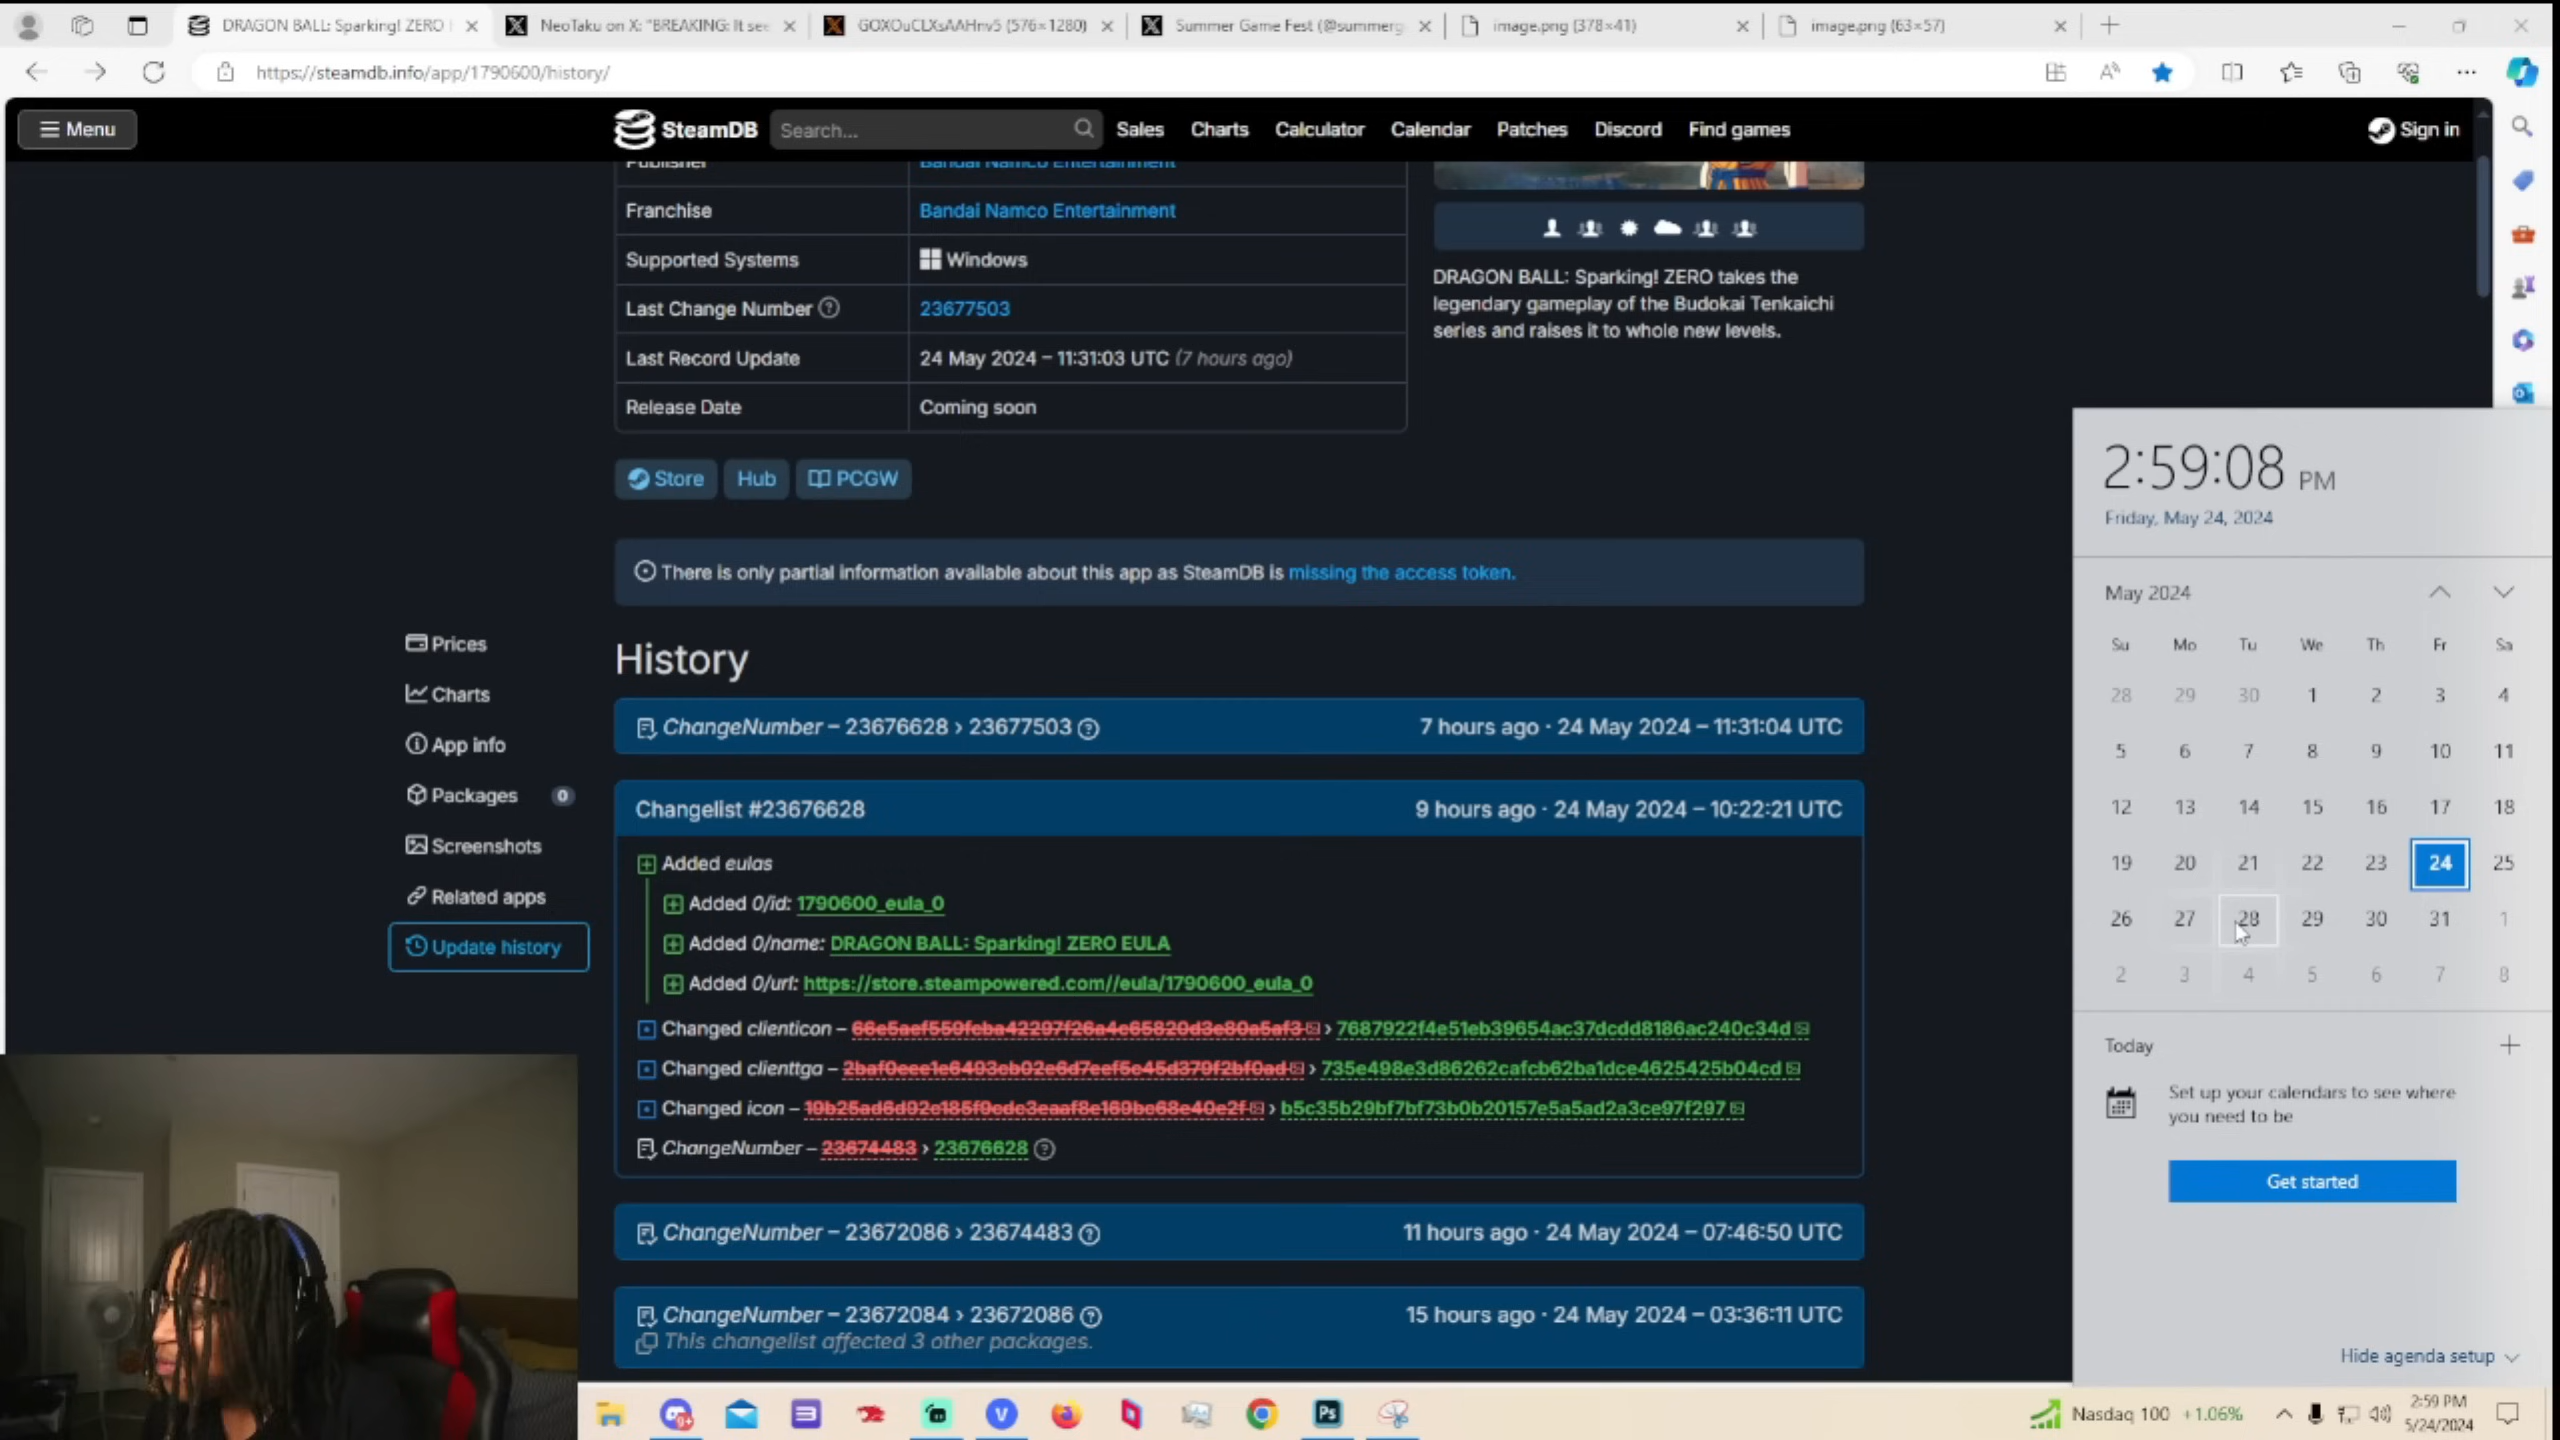 DRAGON BALL: Sparking! ZERO
NeoTaku on X: "BREAKING: It see
GOXOuCLXsAAHnv5 (576×1280)
Summer Game Fest (@summerg
image.png (378×41)
image.png (63×57)
https://steamdb.info/app/1790600/history/
Menu
SteamDB
Search...
Sales
Charts
Calculator
Calendar
Patches
Discord
Find games
Sign in
Publisher Bandai Namco Entertainment
Franchise Bandai Namco Entertainment
Supported Systems Windows
Last Change Number 23677503
Last Record Update 24 May 2024 – 11:31:03 UTC (7 hours ago)
Release Date Coming soon
DRAGON BALL: Sparking! ZERO takes the
legendary gameplay of the Budokai Tenkaichi
series and raises it to whole new levels.
Store
Hub
PCGW
There is only partial information available about this app as SteamDB is missing the access token.
Prices
Charts
App info
Packages 0
Screenshots
Related apps
Update history
History
ChangeNumber – 23676628 › 23677503 7 hours ago · 24 May 2024 – 11:31:04 UTC
Changelist #23676628 9 hours ago · 24 May 2024 – 10:22:21 UTC
Added eulas
Added 0/id: 1790600_eula_0
Added 0/name: DRAGON BALL: Sparking! ZERO EULA
Added 0/url: https://store.steampowered.com//eula/1790600_eula_0
Changed clienticon – › 7687922f4e51eb39654ac37dcdd8186ac240c34d
Changed clienttga – › 735e498e3d86262cafcb62ba1dce4625425b04cd
Changed icon – › b5c35b29bf7bf73b0b20157e5a5ad2a3ce97f297
ChangeNumber – 23674483 › 23676628
ChangeNumber – 23672086 › 23674483 11 hours ago · 24 May 2024 – 07:46:50 UTC
ChangeNumber – 23672084 › 23672086 15 hours ago · 24 May 2024 – 03:36:11 UTC
This changelist affected 3 other packages.
2:59:08 PM
Friday, May 24, 2024
May 2024
Su Mo Tu We Th Fr Sa
28 29 30 1 2 3 4
5 6 7 8 9 10 11
12 13 14 15 16 17 18
19 20 21 22 23 24 25
26 27 28 29 30 31 1
2 3 4 5 6 7 8
Today
Set up your calendars to see where
you need to be
Get started
Hide agenda setup
Ps
Nasdaq 100 +1.06%
2:59 PM
5/24/2024